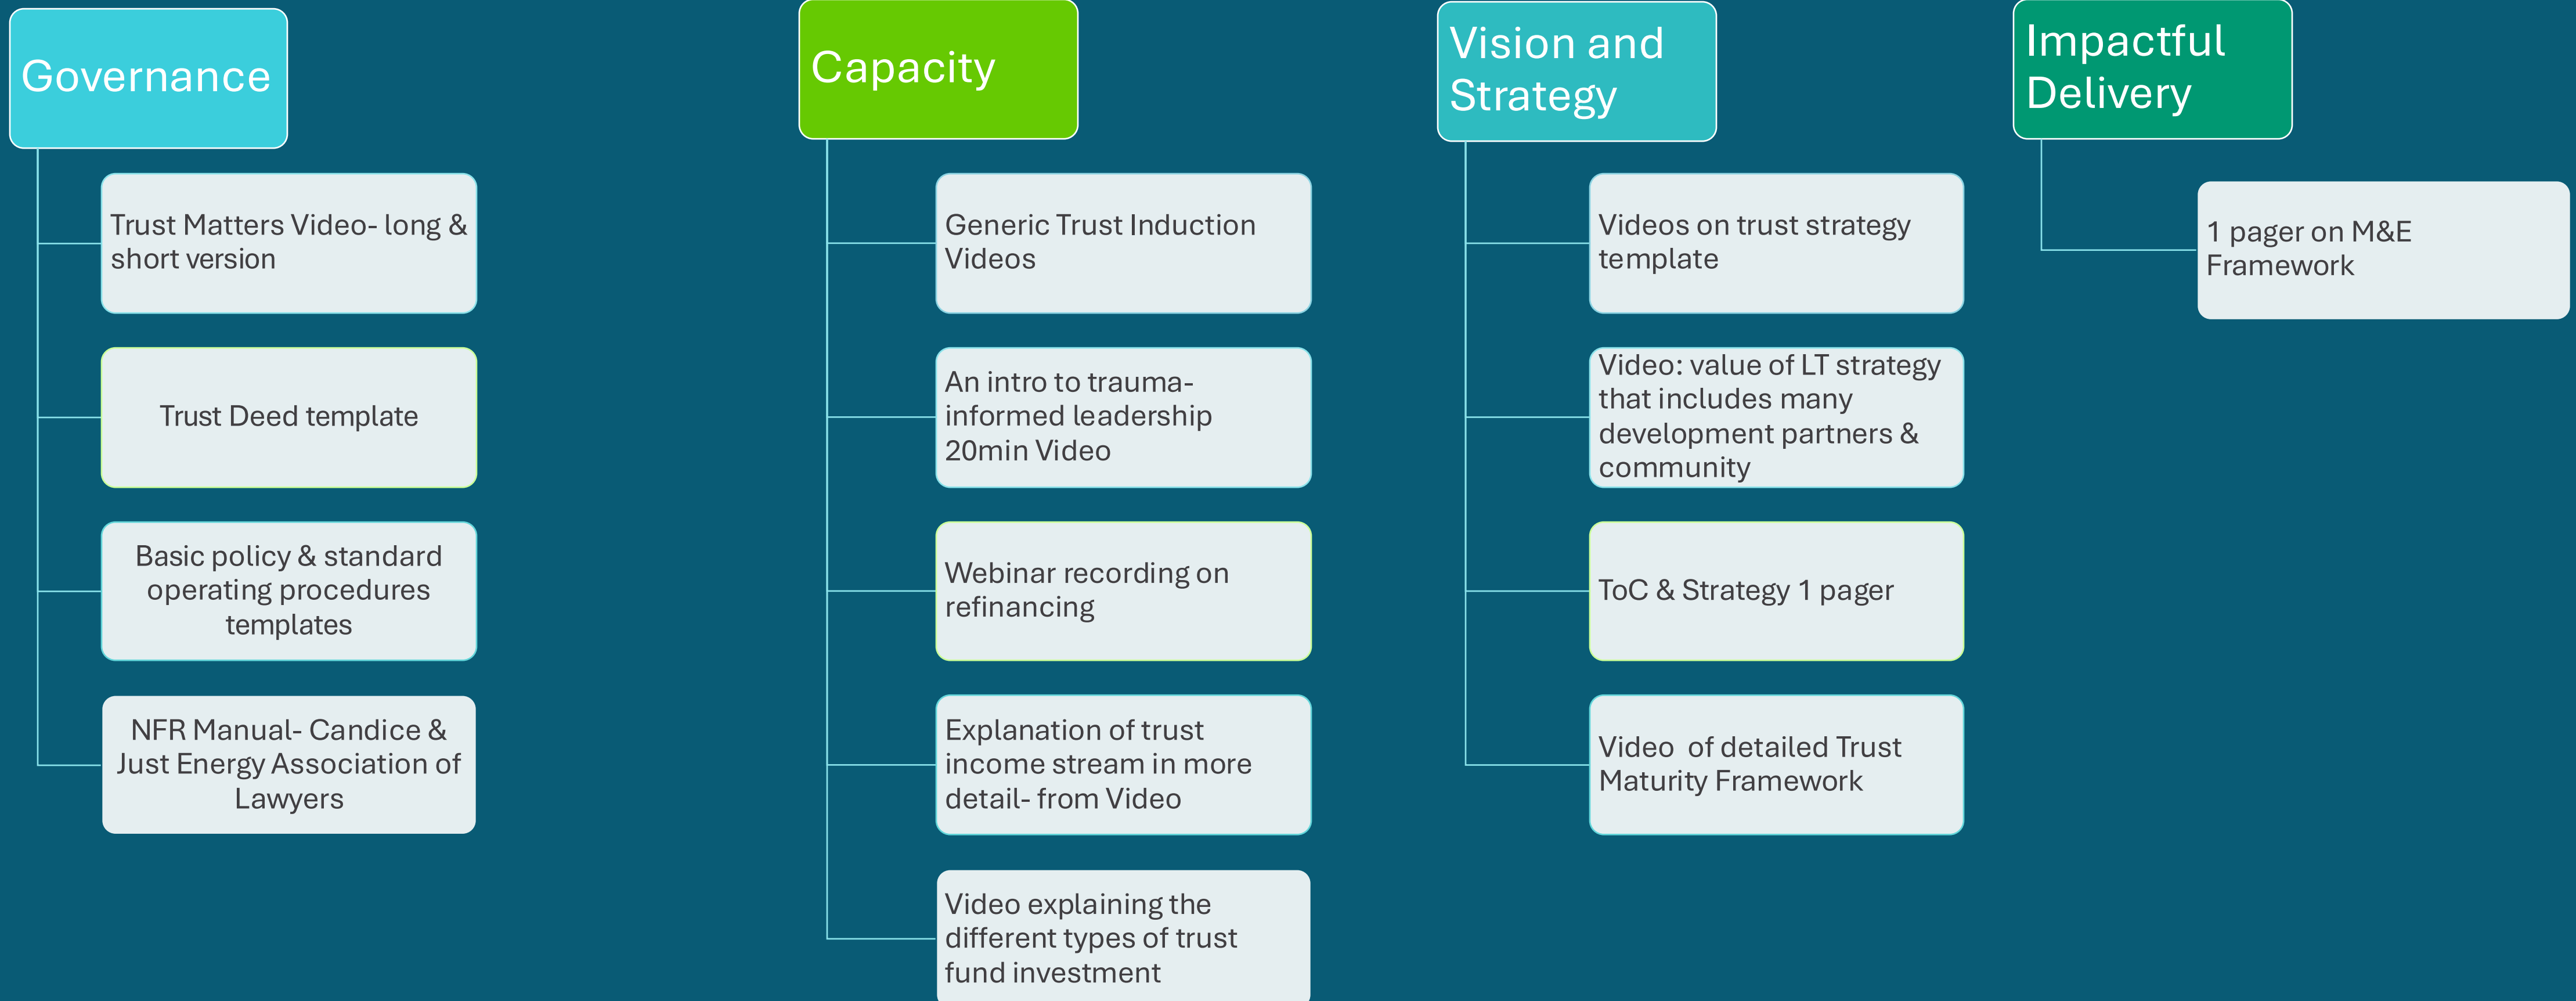 Governance
Trust Matters Video- long &
short version
Trust Deed template
Basic policy & standard
operating procedures
templates
NFR Manual- Candice &
Just Energy Association of
Lawyers
Capacity
Generic Trust Induction
Videos
An intro to trauma-
informed leadership
20min Video
Webinar recording on
refinancing
Explanation of trust
income stream in more
detail- from Video
Video explaining the
different types of trust
fund investment
Vision and
Strategy
Videos on trust strategy
template
Video: value of LT strategy
that includes many
development partners &
community
ToC & Strategy 1 pager
Video  of detailed Trust
Maturity Framework
Impactful
Delivery
1 pager on M&E
Framework